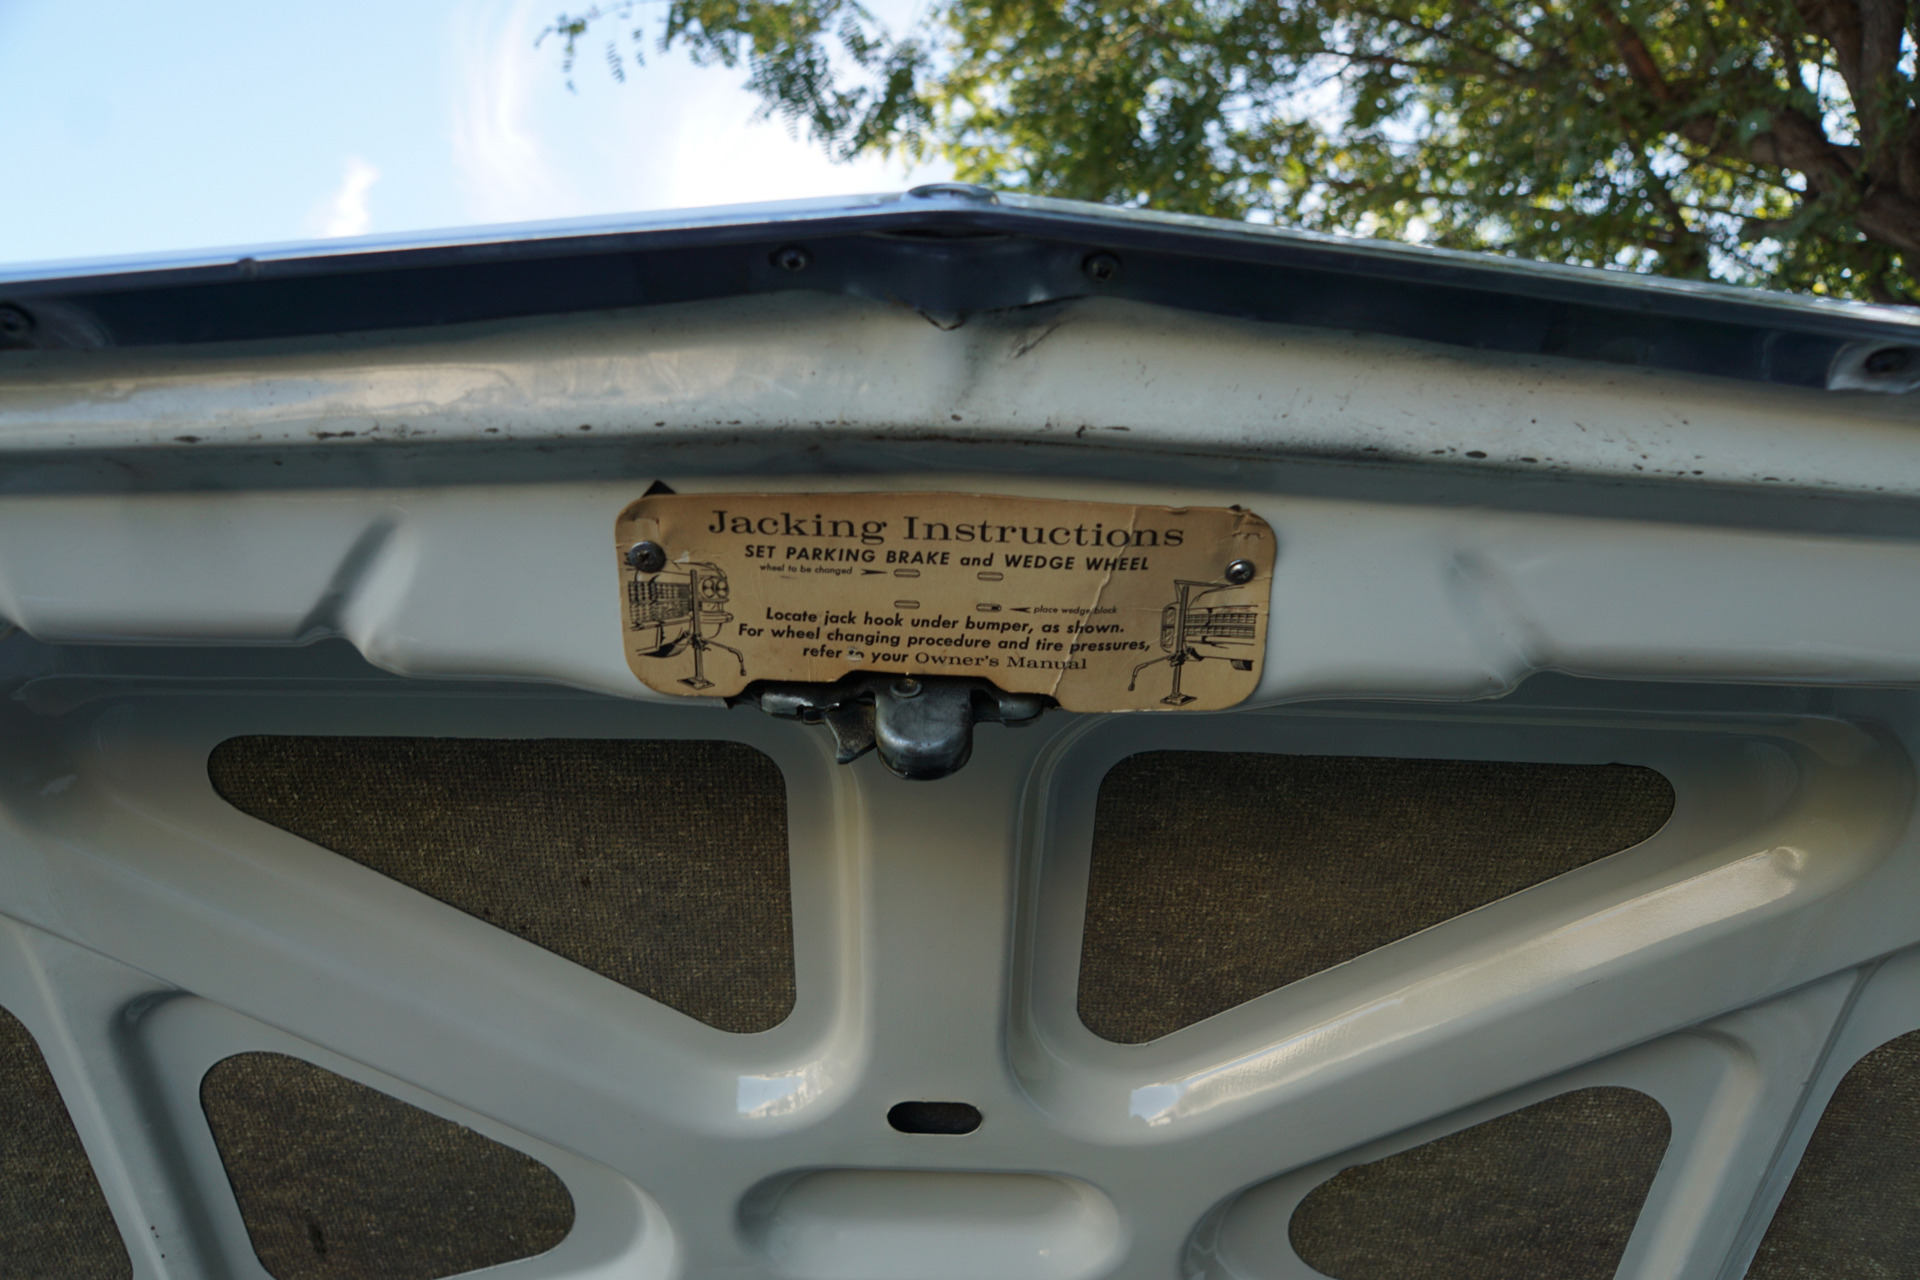 Jacking Instructions
SET PARKING BRAKE and WEDGE WHEEL
wheel to be changed
place wedge block
Locate jack hook under bumper, as shown.
For wheel changing procedure and tire pressures,
refer to your Owner's Manual